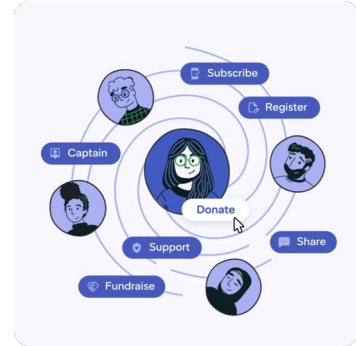 Subscribe
Register
Captain
Donate
Support
Share
Fundraise